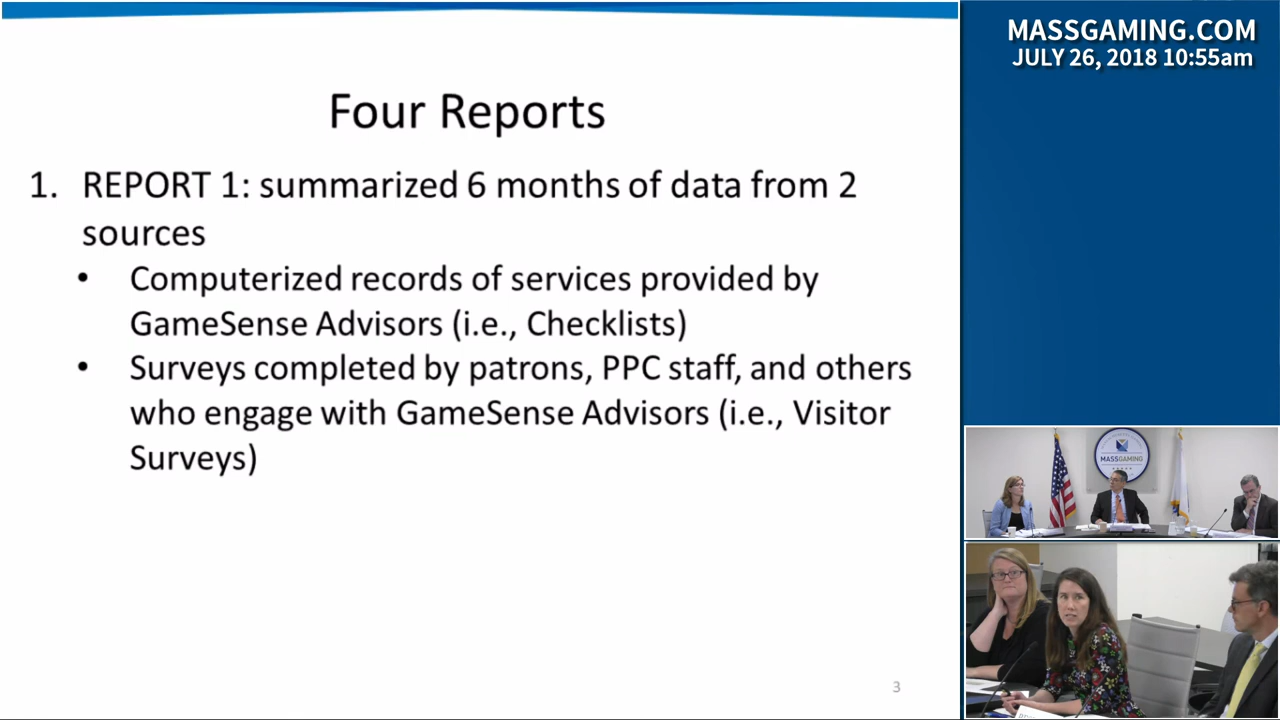 MASSGAMING.COM
JULY 26, 2018 10:55am
Four Reports
1. REPORT 1: summarized 6 months of data from 2
sources
• Computerized records of services provided by
GameSense Advisors (i.e., Checklists)
• Surveys completed by patrons, PPC staff, and others
who engage with GameSense Advisors (i.e., Visitor
Surveys)
3
MASSGAMING